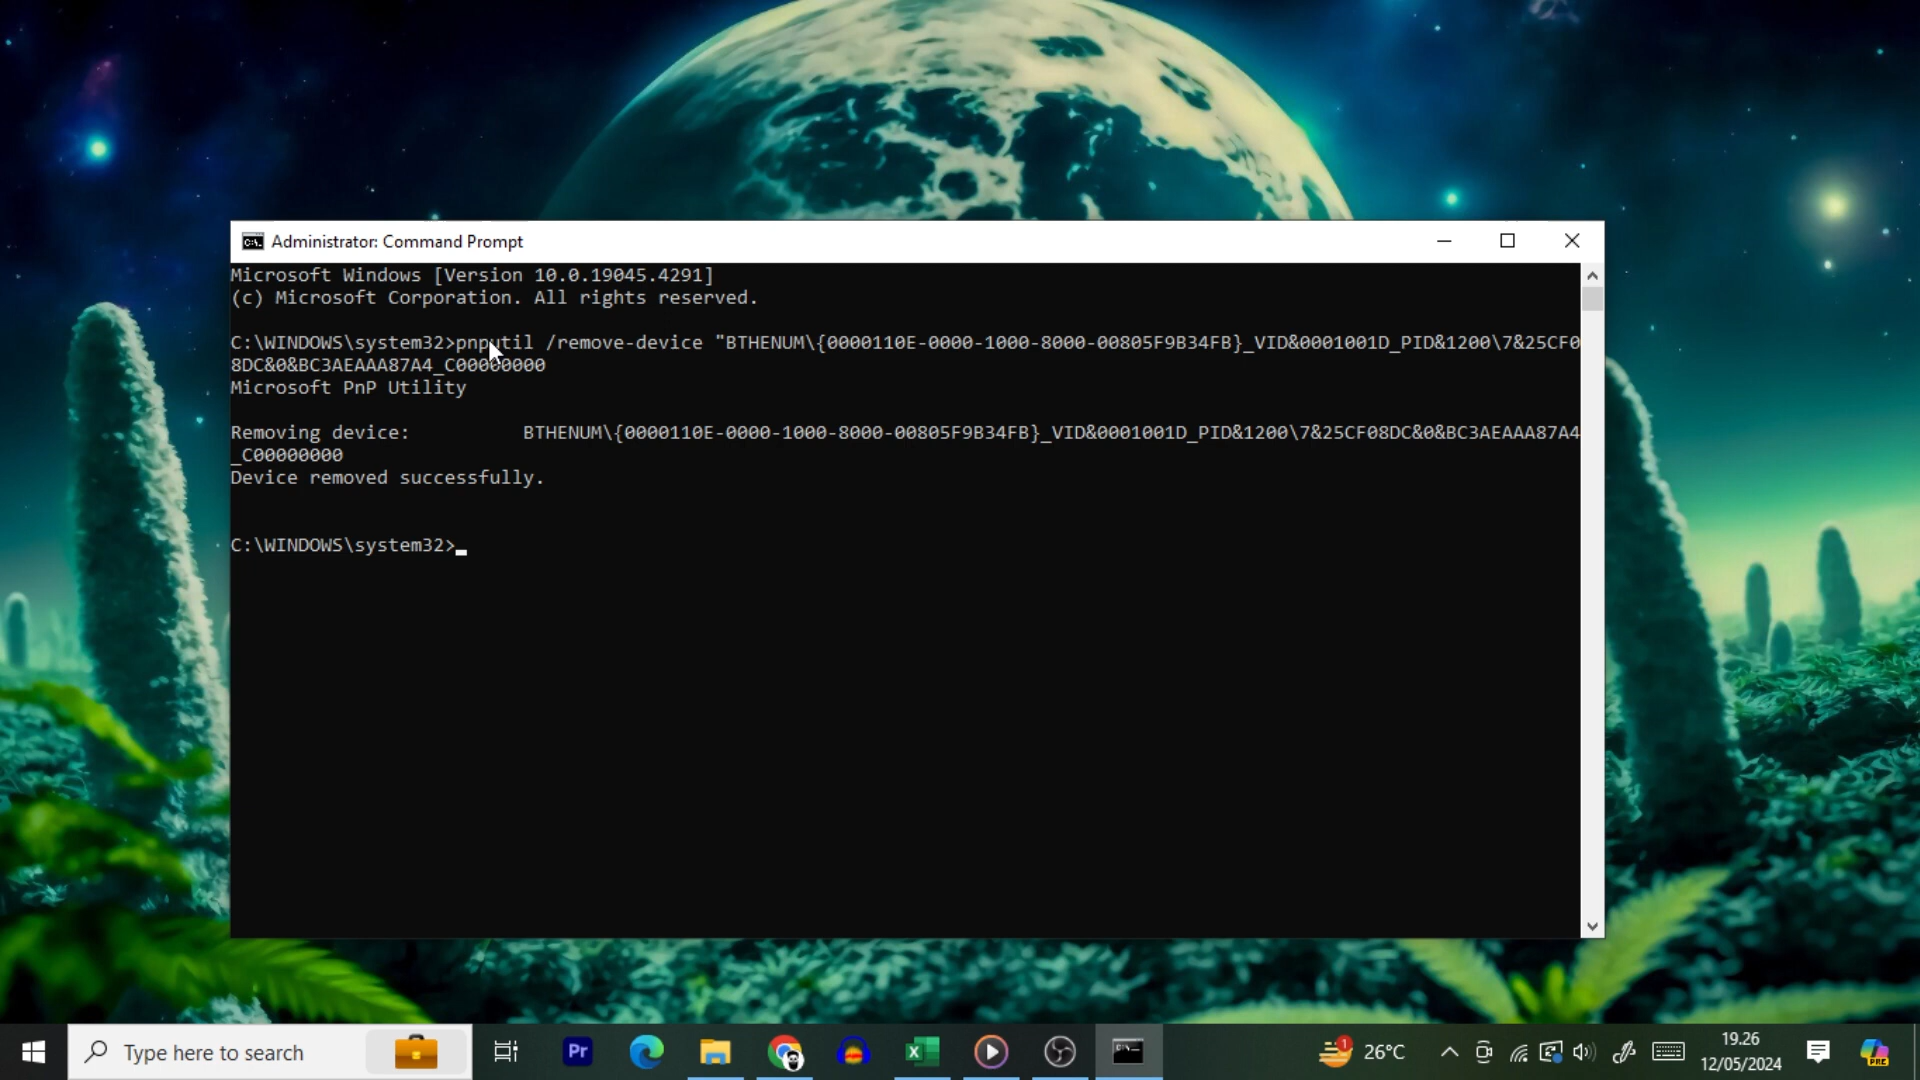 Administrator: Command Prompt
Microsoft Windows [Version 10.0.19045.4291]
(c) Microsoft Corporation. All rights reserved.
C:\WINDOWS\system32>pnputil /remove-device "BTHENUM\{0000110E-0000-1000-8000-00805F9B34FB}_VID&0001001D_PID&1200\7&25CF0
8DC&0&BC3AEAAA87A4_C00000000
Microsoft PnP Utility
Removing device: BTHENUM\{0000110E-0000-1000-8000-00805F9B34FB}_VID&0001001D_PID&1200\7&25CF08DC&0&BC3AEAAA87A4
_C00000000
Device removed successfully.
C:\WINDOWS\system32>
Type here to search
Pr
1
26°C
19.26
12/05/2024
PRE